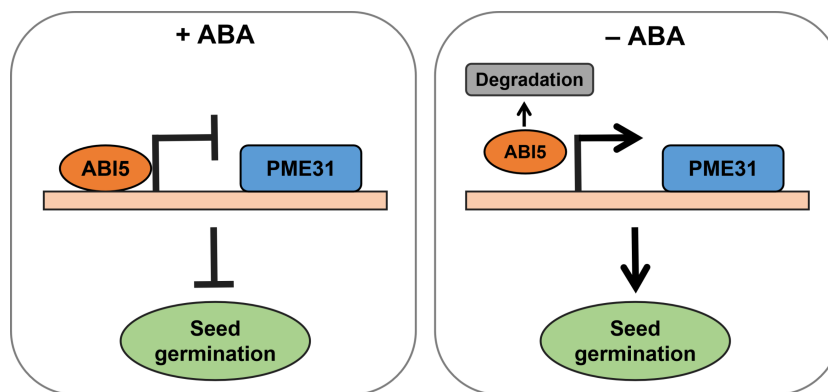 + ABA
ABI5
PME31
Seed
germination
– ABA
Degradation
ABI5
PME31
Seed
germination